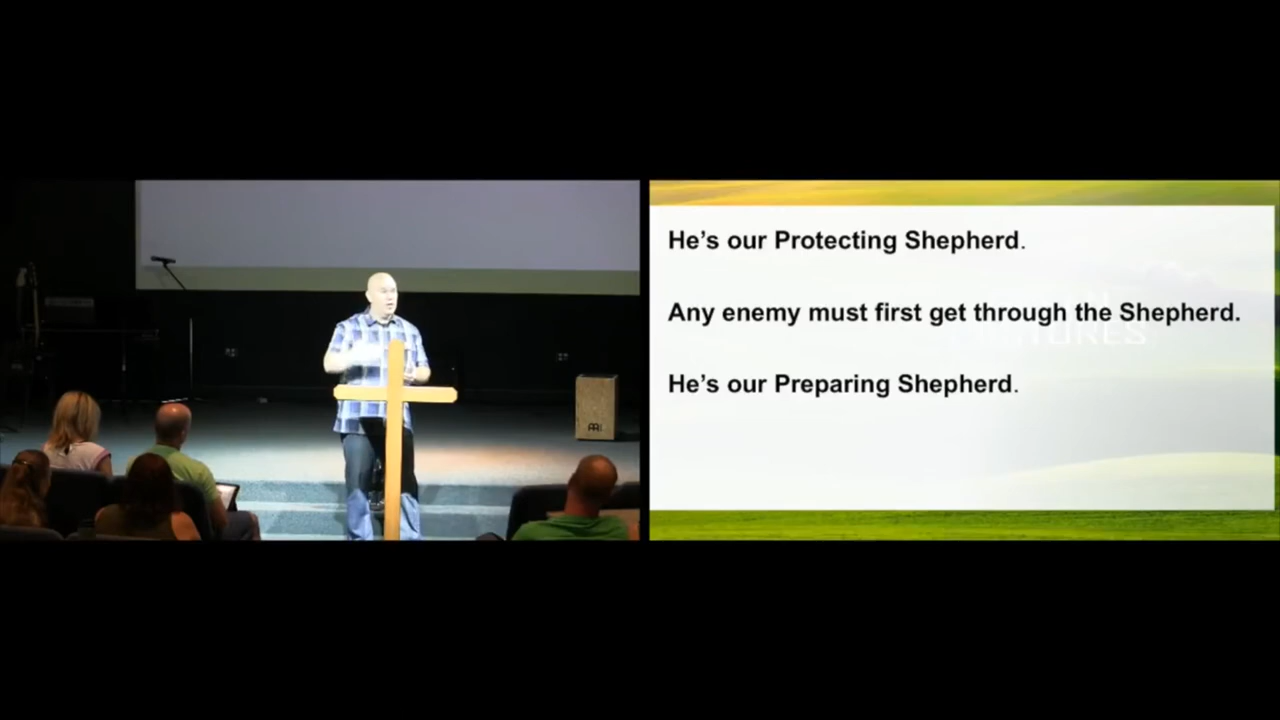 He’s our Protecting Shepherd.
Any enemy must first get through the Shepherd.
He’s our Preparing Shepherd.